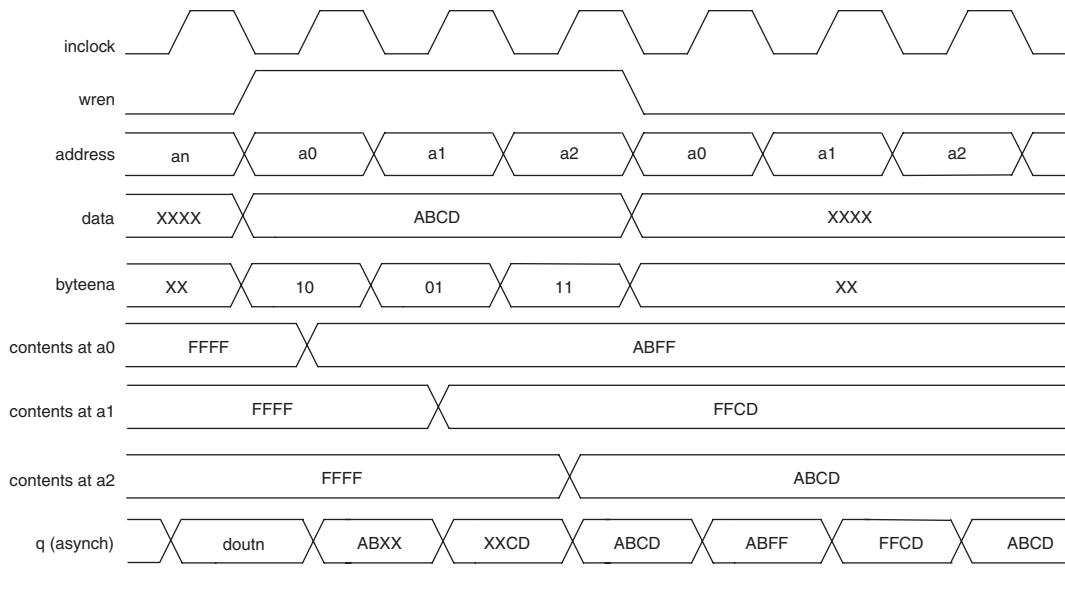 inclock
wren
address an a0 a1 a2 a0 a1 a2
data XXXX ABCD XXXX
byteena XX 10 01 11 XX
contents at a0 FFFF ABFF
contents at a1 FFFF FFCD
contents at a2 FFFF ABCD
q (asynch) doutn ABXX XXCD ABCD ABFF FFCD ABCD